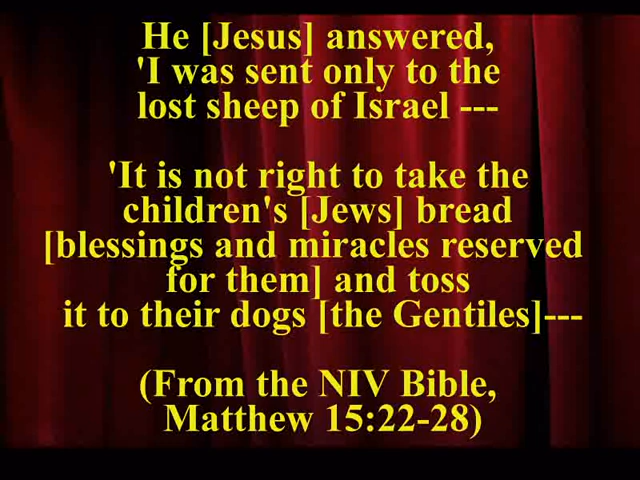 He [Jesus] answered,
'I was sent only to the
lost sheep of Israel ---
'It is not right to take the
children's [Jews] bread
[blessings and miracles reserved
for them] and toss
it to their dogs [the Gentiles]---
(From the NIV Bible,
Matthew 15:22-28)